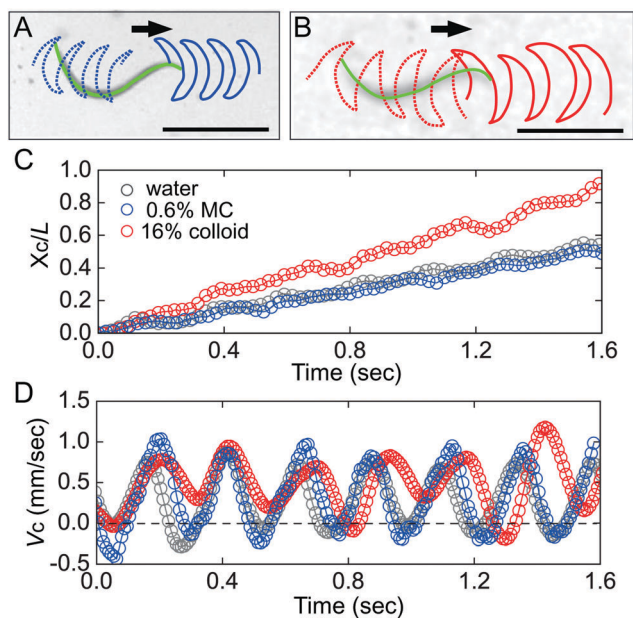 A
B
C
Xc/L
1.0
0.8
0.6
0.4
0.2
0.0
water
0.6% MC
16% colloid
0.0 0.4 0.8 1.2 1.6
Time (sec)
D
Vc (mm/sec)
1.5
1.0
0.5
0.0
-0.5
0.0 0.4 0.8 1.2 1.6
Time (sec)